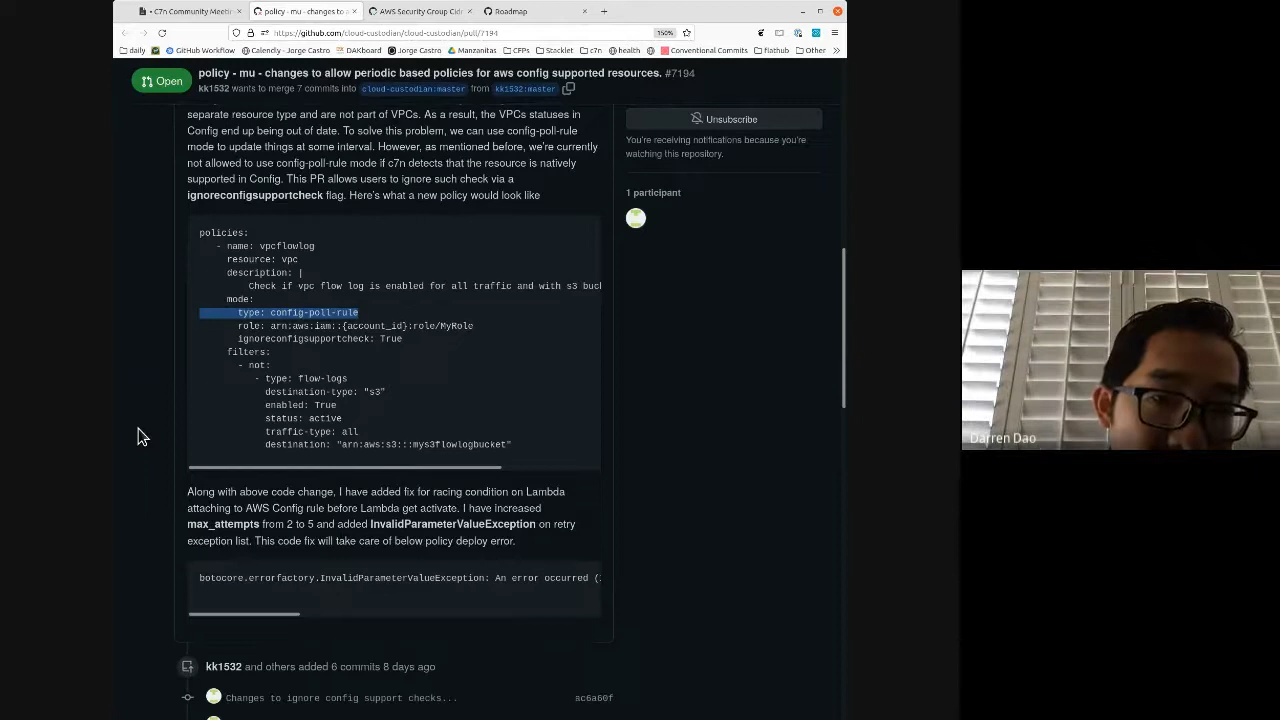 • C7n Community Meeti
policy - mu - changes to a
AWS Security Group Cidr
Roadmap
https://github.com/cloud-custodian/cloud-custodian/pull/7194
150%
daily
GitHub Workflow
Calendly - Jorge Castro
DAKboard
Jorge Castro
Manzanitas
CFPs
Stacklet
c7n
health
Conventional Commits
flathub
Other
Open
policy - mu - changes to allow periodic based policies for aws config supported resources. #7194
kk1532 wants to merge 7 commits into cloud-custodian:master from kk1532:master
separate resource type and are not part of VPCs. As a result, the VPCs statuses in
Config end up being out of date. To solve this problem, we can use config-poll-rule
mode to update things at some interval. However, as mentioned before, we're currently
not allowed to use config-poll-rule mode if c7n detects that the resource is natively
supported in Config. This PR allows users to ignore such check via a
ignoreconfigsupportcheck flag. Here's what a new policy would look like
policies:
- name: vpcflowlog
resource: vpc
description: |
Check if vpc flow log is enabled for all traffic and with s3 buck
mode:
type: config-poll-rule
role: arn:aws:iam::{account_id}:role/MyRole
ignoreconfigsupportcheck: True
filters:
- not:
- type: flow-logs
destination-type: "s3"
enabled: True
status: active
traffic-type: all
destination: "arn:aws:s3:::mys3flowlogbucket"
Along with above code change, I have added fix for racing condition on Lambda
attaching to AWS Config rule before Lambda get activate. I have increased
max_attempts from 2 to 5 and added InvalidParameterValueException on retry
exception list. This code fix will take care of below policy deploy error.
botocore.errorfactory.InvalidParameterValueException: An error occurred (
kk1532 and others added 6 commits 8 days ago
Changes to ignore config support checks...
ac6a60f
Unsubscribe
You're receiving notifications because you're
watching this repository.
1 participant
Darren Dao